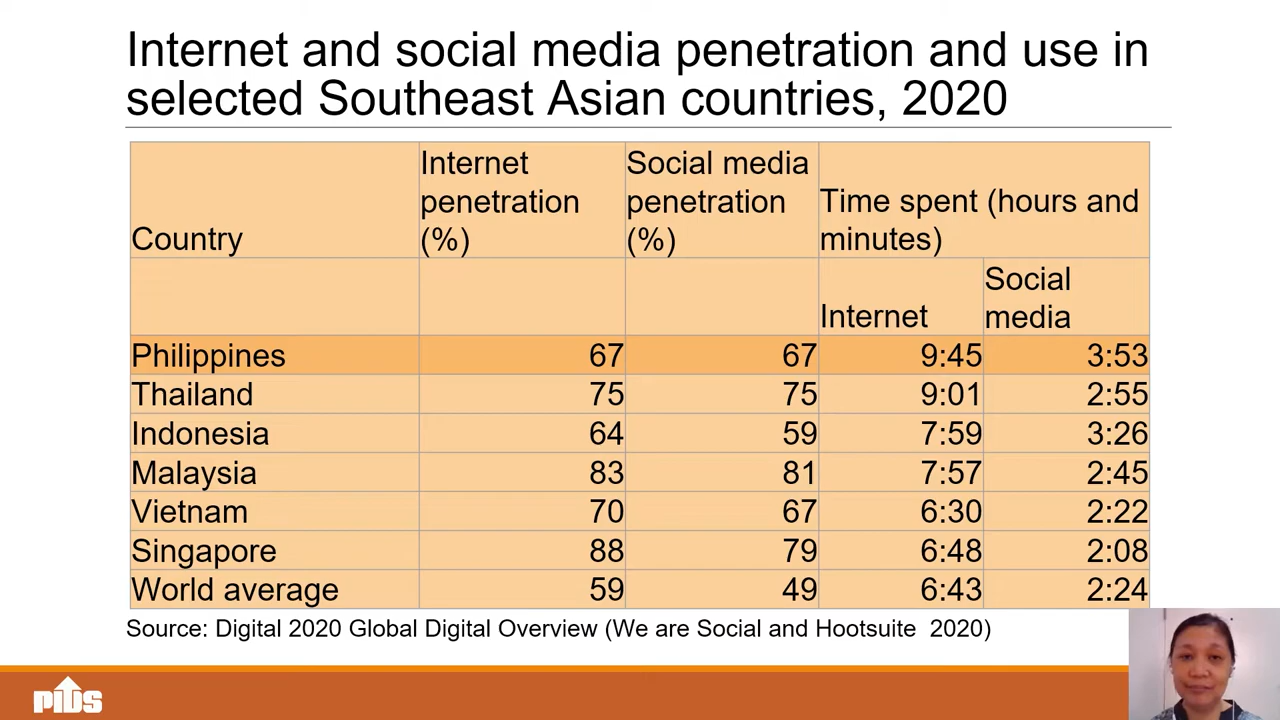 Internet and social media penetration and use in
selected Southeast Asian countries, 2020
Country Internet penetration (%) Social media penetration (%) Time spent (hours and minutes)
Internet Social media
Philippines 67 67 9:45 3:53
Thailand 75 75 9:01 2:55
Indonesia 64 59 7:59 3:26
Malaysia 83 81 7:57 2:45
Vietnam 70 67 6:30 2:22
Singapore 88 79 6:48 2:08
World average 59 49 6:43 2:24
Source: Digital 2020 Global Digital Overview (We are Social and Hootsuite 2020)
PIDS